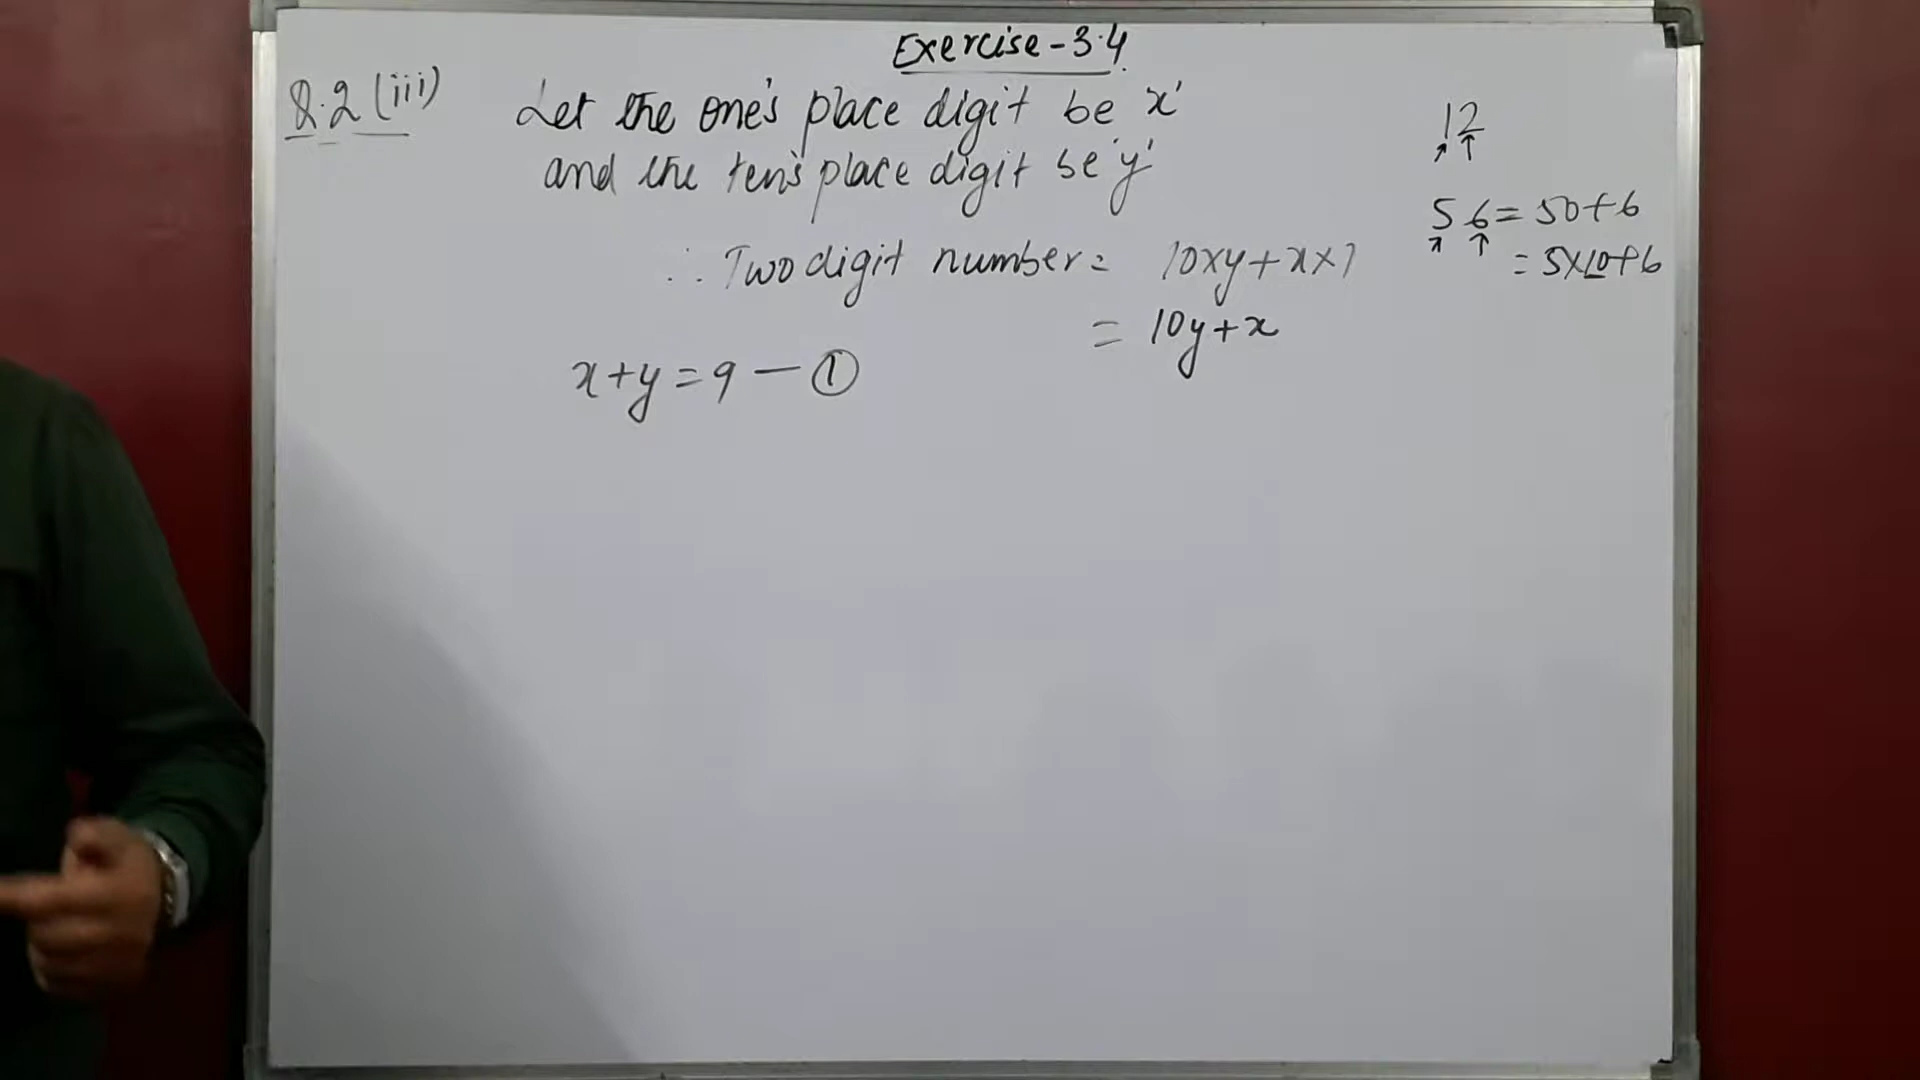 Exercise-3.4
Q.2 (iii) Let the one's place digit be 'x'
and the ten's place digit be 'y'
∴ Two digit number = 10×y+x×1
= 10y+x
x+y=9 — ①
12
56=50+6
=5×10+6